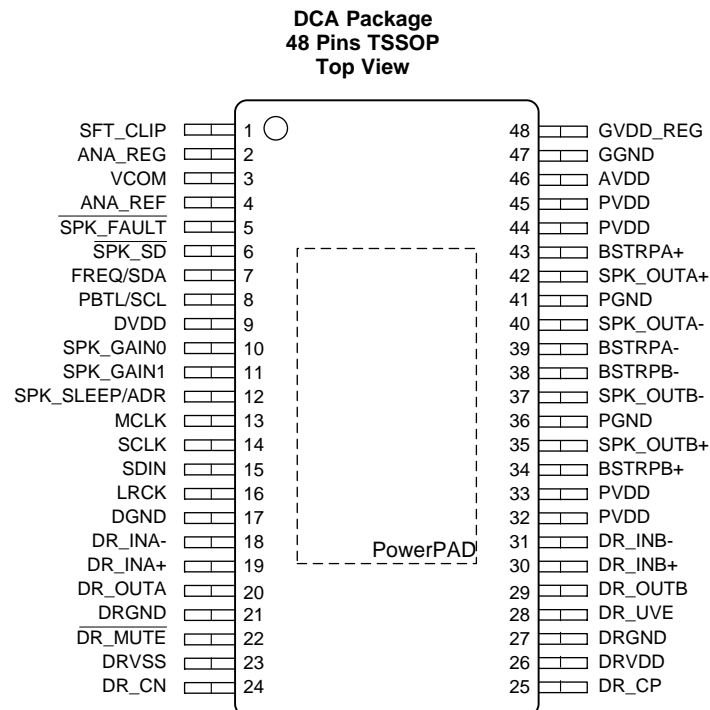 DCA Package
48 Pins TSSOP
Top View
SFT_CLIP 1 48 GVDD_REG
ANA_REG 2 47 GGND
VCOM 3 46 AVDD
ANA_REF 4 45 PVDD
SPK_FAULT 5 44 PVDD
SPK_SD 6 43 BSTRPA+
FREQ/SDA 7 42 SPK_OUTA+
PBTL/SCL 8 41 PGND
DVDD 9 40 SPK_OUTA-
SPK_GAIN0 10 39 BSTRPA-
SPK_GAIN1 11 38 BSTRPB-
SPK_SLEEP/ADR 12 37 SPK_OUTB-
MCLK 13 36 PGND
SCLK 14 35 SPK_OUTB+
SDIN 15 34 BSTRPB+
LRCK 16 33 PVDD
DGND 17 32 PVDD
DR_INA- 18 PowerPAD 31 DR_INB-
DR_INA+ 19 30 DR_INB+
DR_OUTA 20 29 DR_OUTB
DRGND 21 28 DR_UVE
DR_MUTE 22 27 DRGND
DRVSS 23 26 DRVDD
DR_CN 24 25 DR_CP